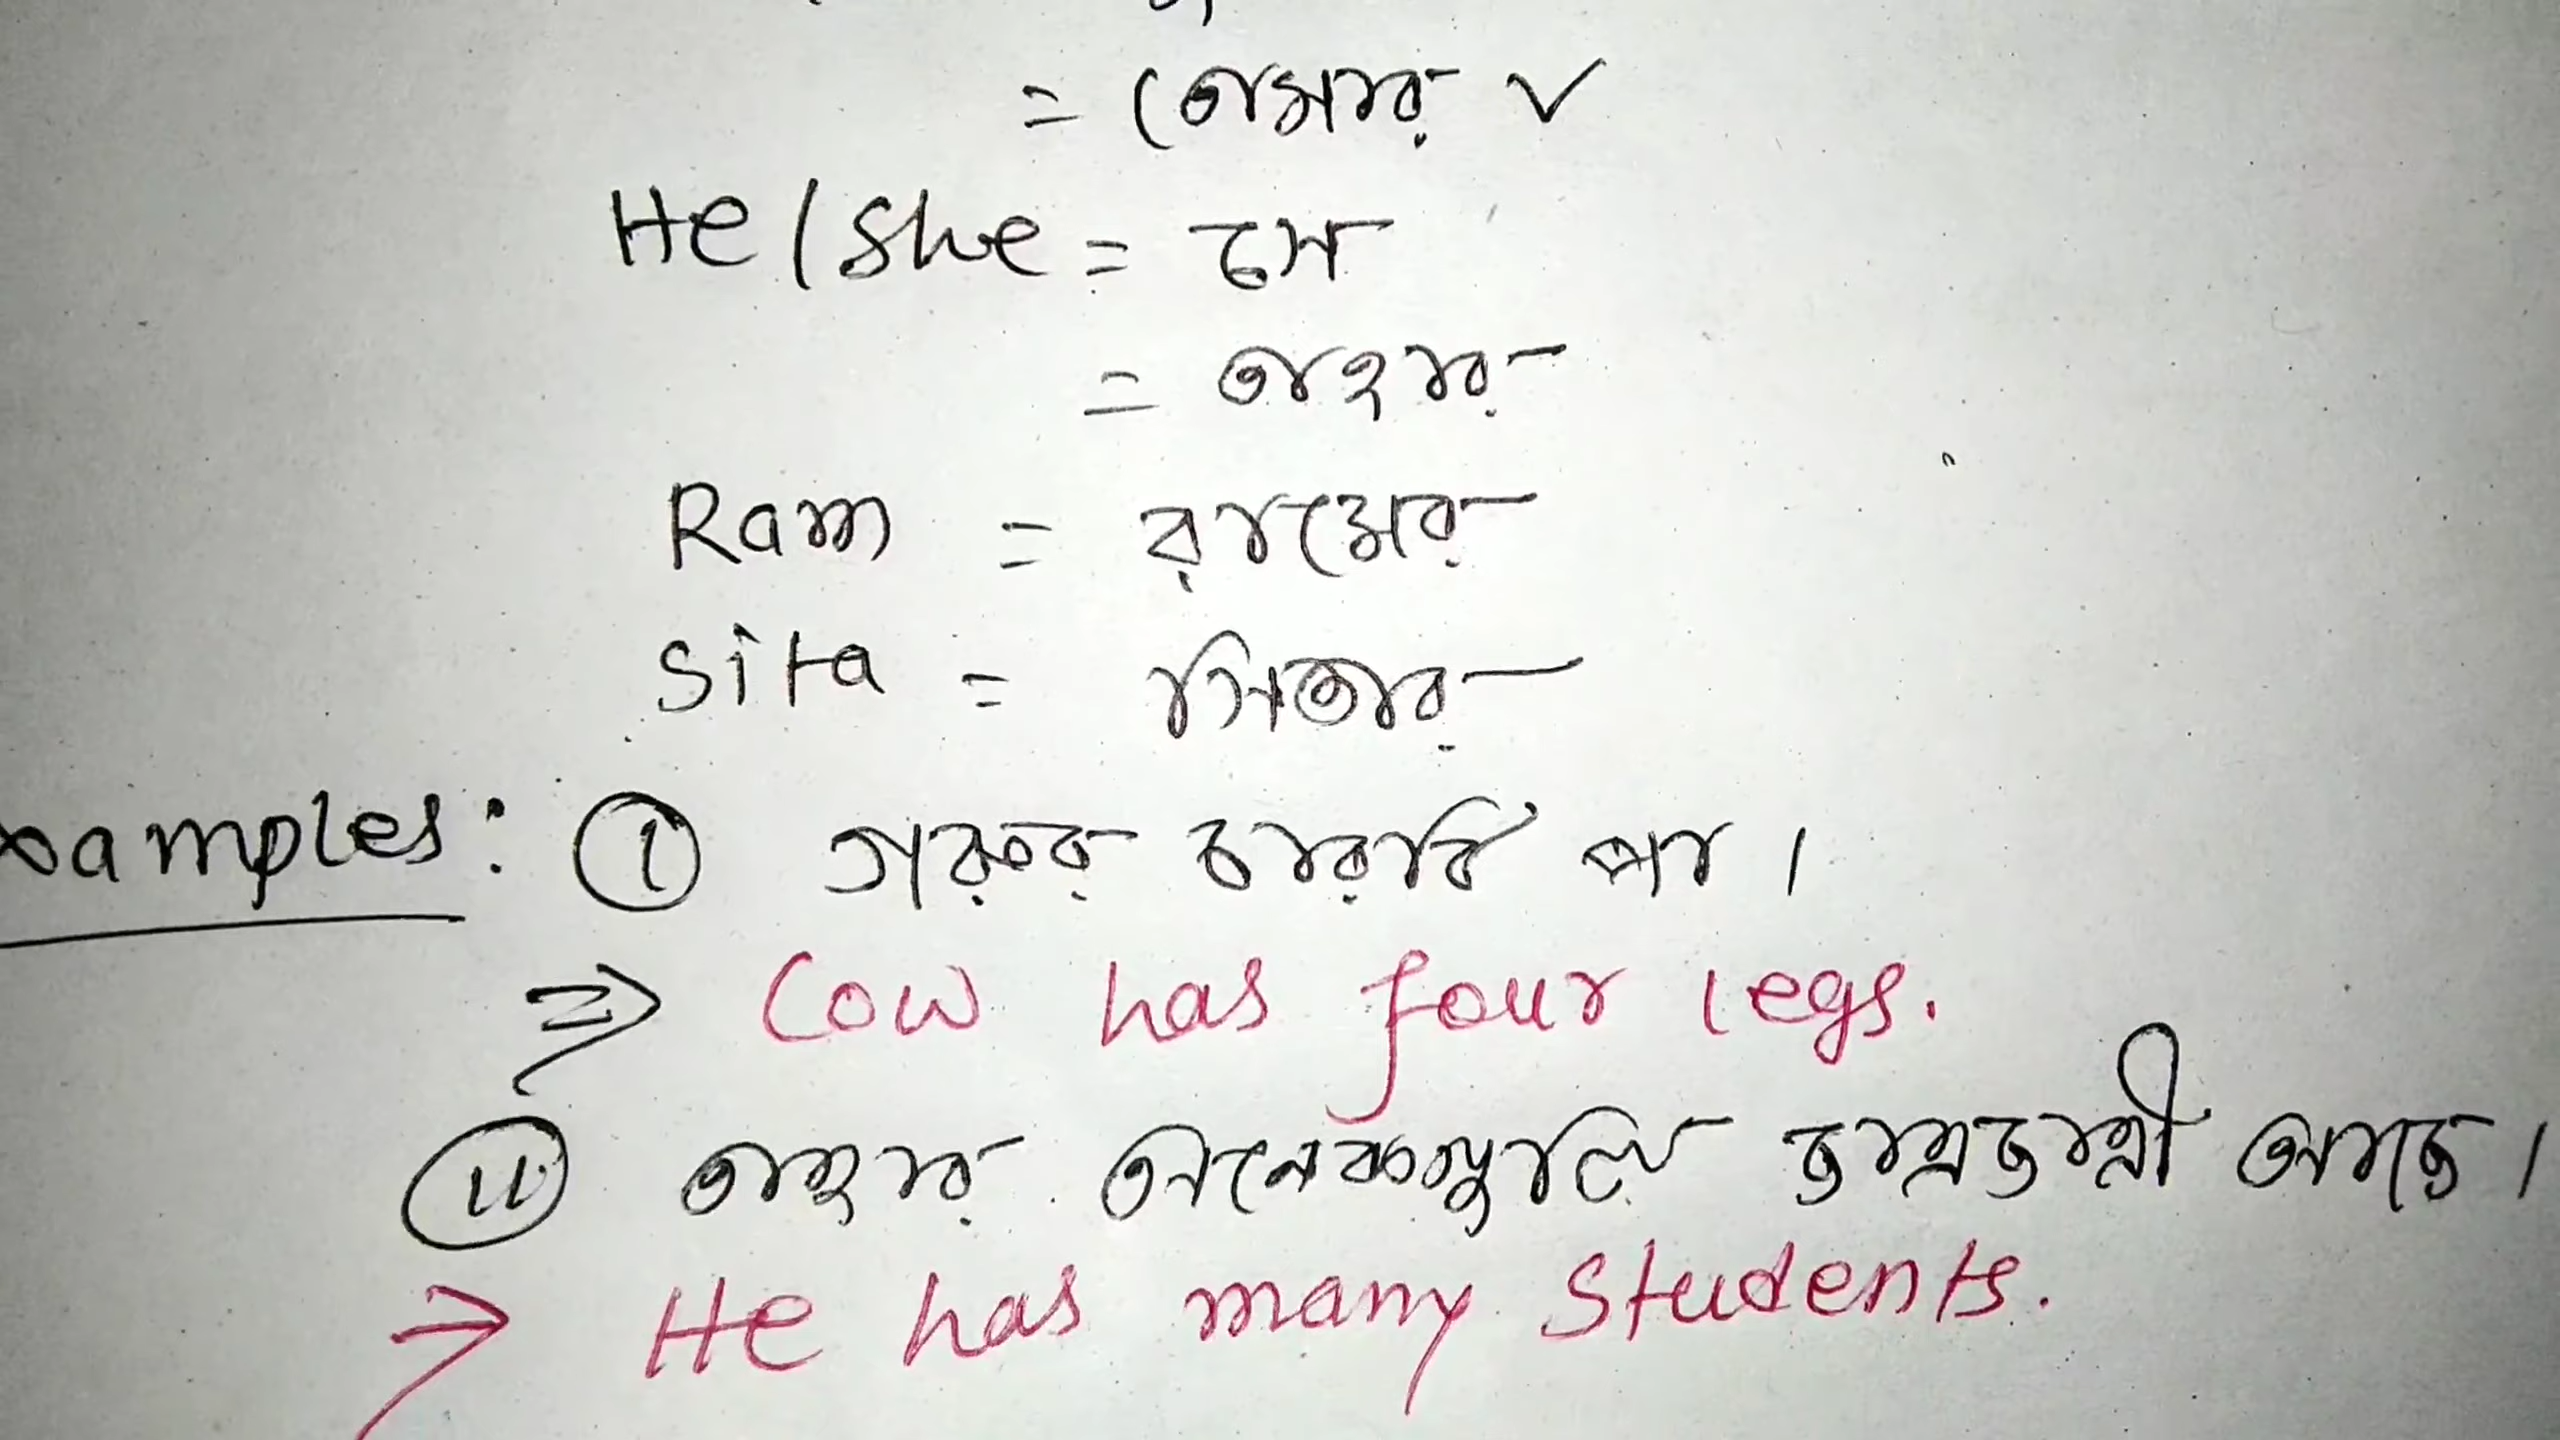 = তোমার ✓
He/She = সে
= তাহার
Ram = রামের
Sita = সিতার
xamples: (i) গরুর চারটি পা।
⇒ Cow has four legs.
(ii) তাহার অনেকগুলি ছাত্রছাত্রী আছে।
⇒ He has many students.